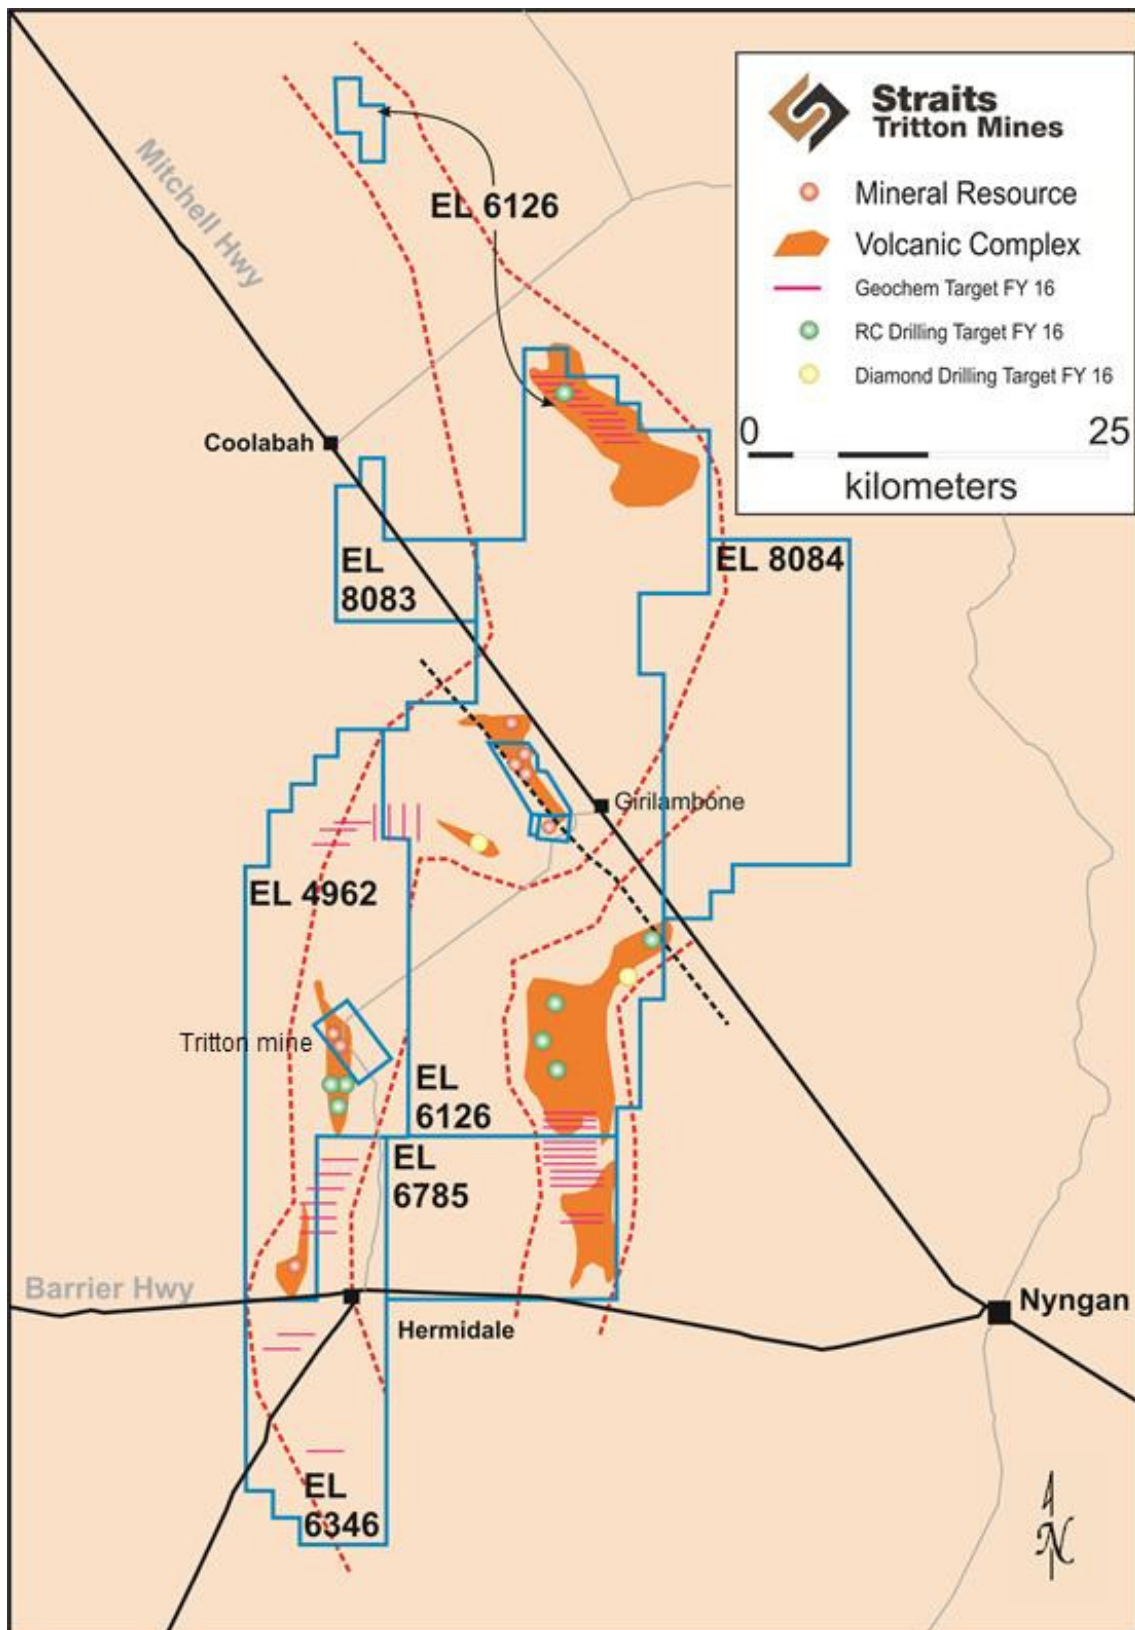 Straits
Tritton Mines
Mineral Resource
Volcanic Complex
Geochem Target FY 16
RC Drilling Target FY 16
Diamond Drilling Target FY 16
0 25
kilometers
Mitchell Hwy
EL 6126
Coolabah
EL
8083
EL 8084
Girilambone
EL 4962
Tritton mine
EL
6126
EL
6785
Barrier Hwy
Nyngan
Hermidale
EL
6346
N